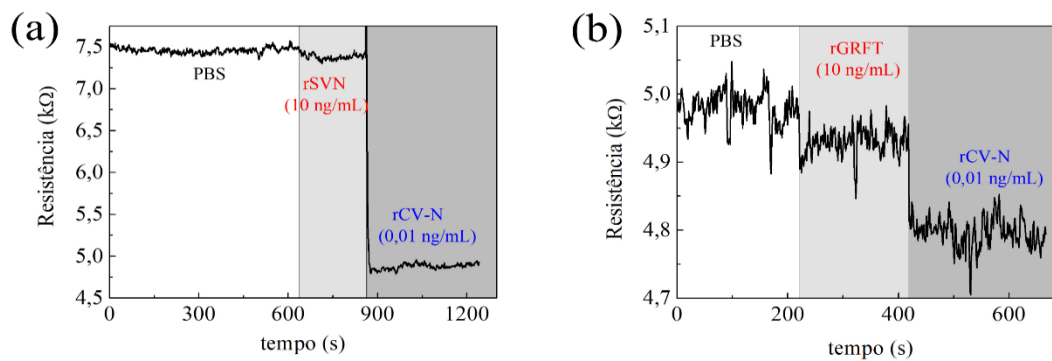 (a)
Resistência (kΩ)
7,5
7,0
6,5
6,0
5,5
5,0
4,5
PBS
rSVN
(10 ng/mL)
rCV-N
(0,01 ng/mL)
0
300
600
900
1200
tempo (s)
(b)
Resistência (kΩ)
5,1
5,0
4,9
4,8
4,7
PBS
rGRFT
(10 ng/mL)
rCV-N
(0,01 ng/mL)
0
200
400
600
tempo (s)